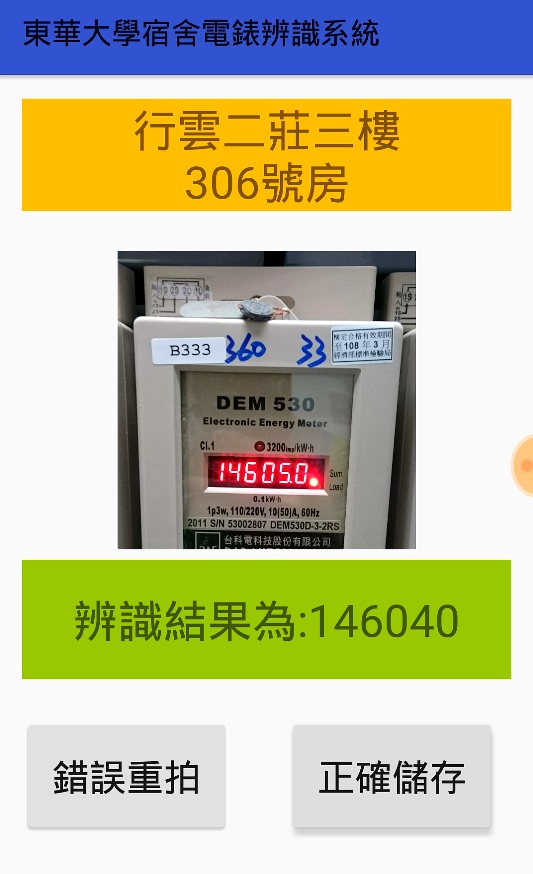 東華大學宿舍電錶辨識系統
行雲二莊三樓
306號房
檢定合格有效期間
至108年3月
經濟部標準檢驗局
B333 360 33
DEM 530
Electronic Energy Meter
Cl.1 3200imp/kW·h
14605.0.
Sum.
Load
0.1kW·h
1p3w, 110/220V, 10(50)A, 60Hz
2011 S/N 53002807 DEM530D-3-2RS
台科電科技股份有限公司
辨識結果為:146040
錯誤重拍 正確儲存